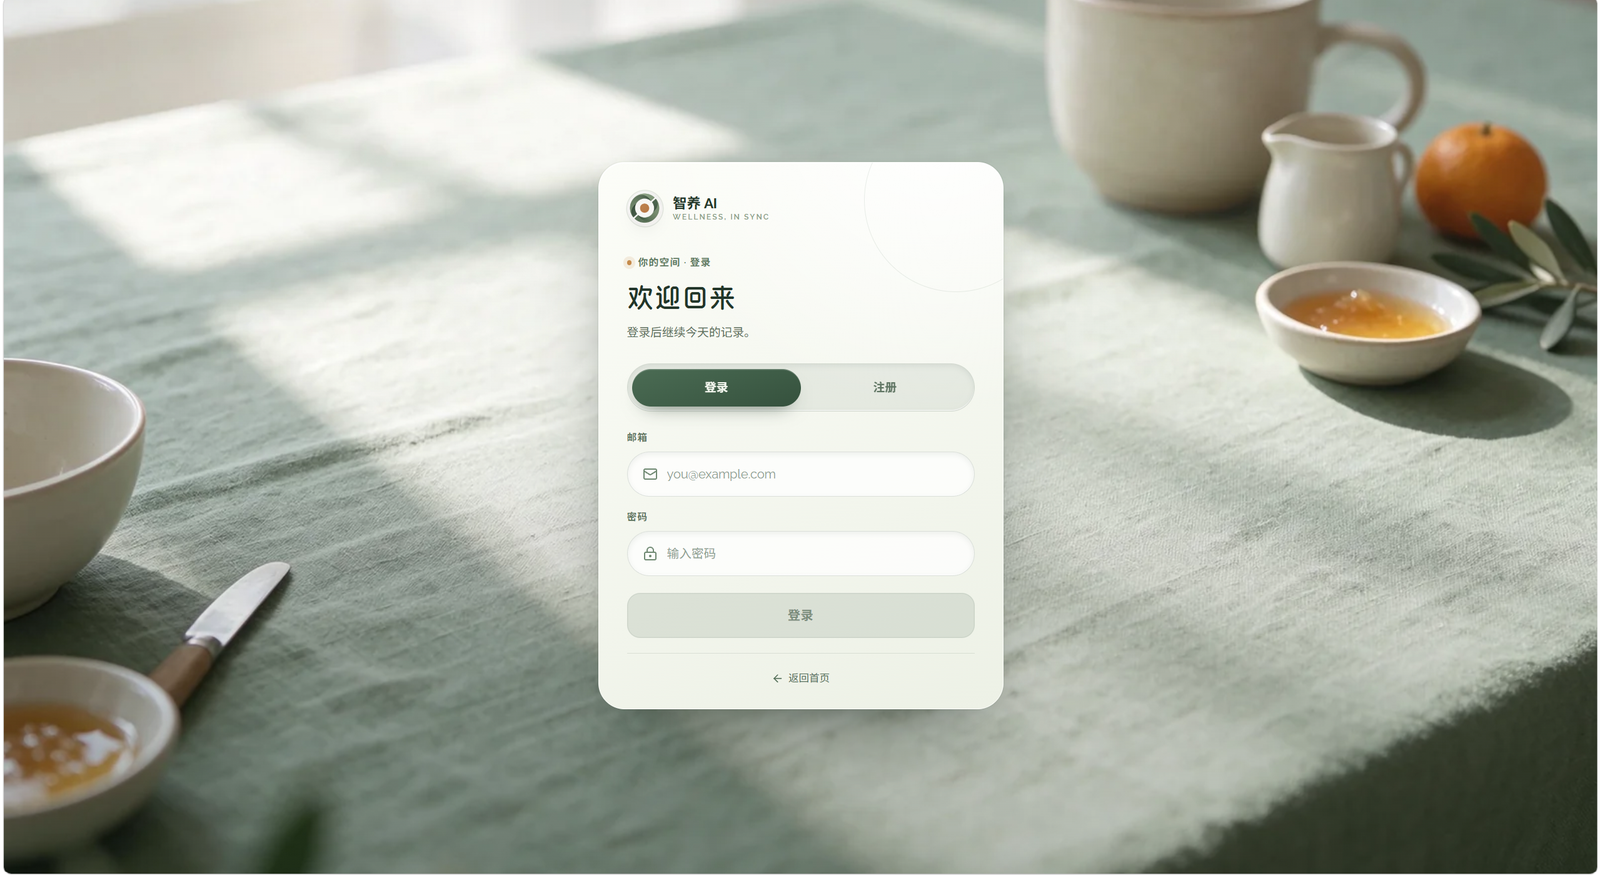 智养 AI
WELLNESS, IN SYNC
你的空间 · 登录
欢迎回来
登录后继续今天的记录。
登录 注册
邮箱
you@example.com
密码
输入密码
登录
← 返回首页